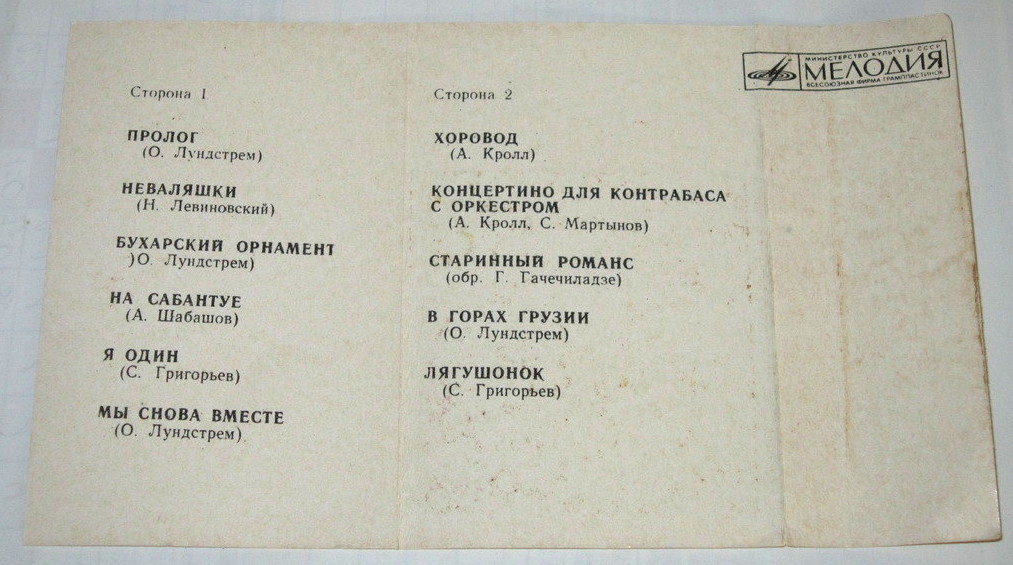 МИНИСТЕРСТВО КУЛЬТУРЫ СССР
МЕЛОДИЯ
ВСЕСОЮЗНАЯ ФИРМА ГРАМПЛАСТИНОК
Сторона 1
ПРОЛОГ
(О. Лундстрем)
НЕВАЛЯШКИ
(Н. Левиновский)
БУХАРСКИЙ ОРНАМЕНТ
)О. Лундстрем)
НА САБАНТУЕ
(А. Шабашов)
Я ОДИН
(С. Григорьев)
МЫ СНОВА ВМЕСТЕ
(О. Лундстрем)
Сторона 2
ХОРОВОД
(А. Кролл)
КОНЦЕРТИНО ДЛЯ КОНТРАБАСА
С ОРКЕСТРОМ
(А. Кролл, С. Мартынов)
СТАРИННЫЙ РОМАНС
(обр. Г. Гачечиладзе)
В ГОРАХ ГРУЗИИ
(О. Лундстрем)
ЛЯГУШОНОК
(С. Григорьев)